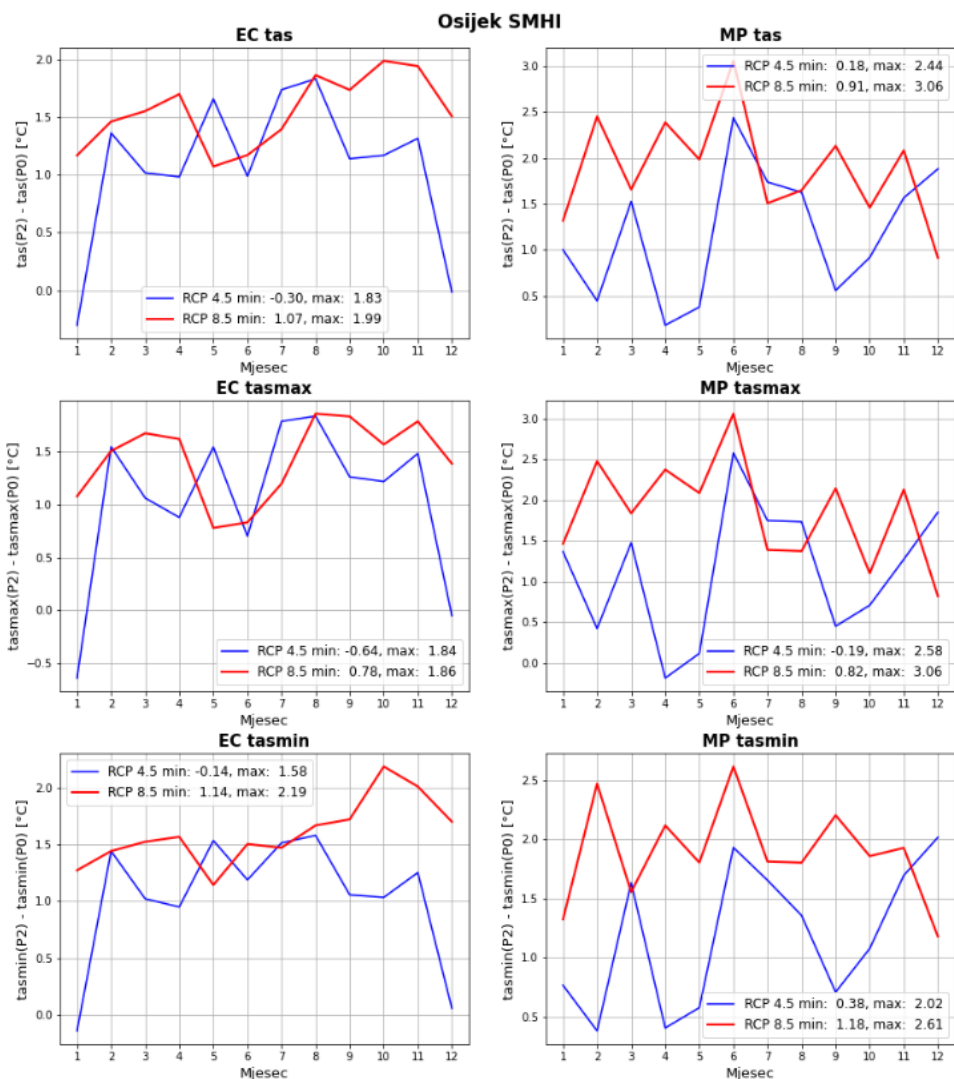 Osijek SMHI
EC tas
tas(P2) - tas(P0) [°C]
2.0
1.5
1.0
0.5
0.0
RCP 4.5 min: -0.30, max:  1.83
RCP 8.5 min:  1.07, max:  1.99
1 2 3 4 5 6 7 8 9 10 11 12
Mjesec
MP tas
tas(P2) - tas(P0) [°C]
3.0
2.5
2.0
1.5
1.0
0.5
RCP 4.5 min:  0.18, max:  2.44
RCP 8.5 min:  0.91, max:  3.06
1 2 3 4 5 6 7 8 9 10 11 12
Mjesec
EC tasmax
tasmax(P2) - tasmax(P0) [°C]
1.5
1.0
0.5
0.0
−0.5
RCP 4.5 min: -0.64, max:  1.84
RCP 8.5 min:  0.78, max:  1.86
1 2 3 4 5 6 7 8 9 10 11 12
Mjesec
MP tasmax
tasmax(P2) - tasmax(P0) [°C]
3.0
2.5
2.0
1.5
1.0
0.5
0.0
RCP 4.5 min: -0.19, max:  2.58
RCP 8.5 min:  0.82, max:  3.06
1 2 3 4 5 6 7 8 9 10 11 12
Mjesec
EC tasmin
tasmin(P2) - tasmin(P0) [°C]
2.0
1.5
1.0
0.5
0.0
RCP 4.5 min: -0.14, max:  1.58
RCP 8.5 min:  1.14, max:  2.19
1 2 3 4 5 6 7 8 9 10 11 12
Mjesec
MP tasmin
tasmin(P2) - tasmin(P0) [°C]
2.5
2.0
1.5
1.0
0.5
RCP 4.5 min:  0.38, max:  2.02
RCP 8.5 min:  1.18, max:  2.61
1 2 3 4 5 6 7 8 9 10 11 12
Mjesec